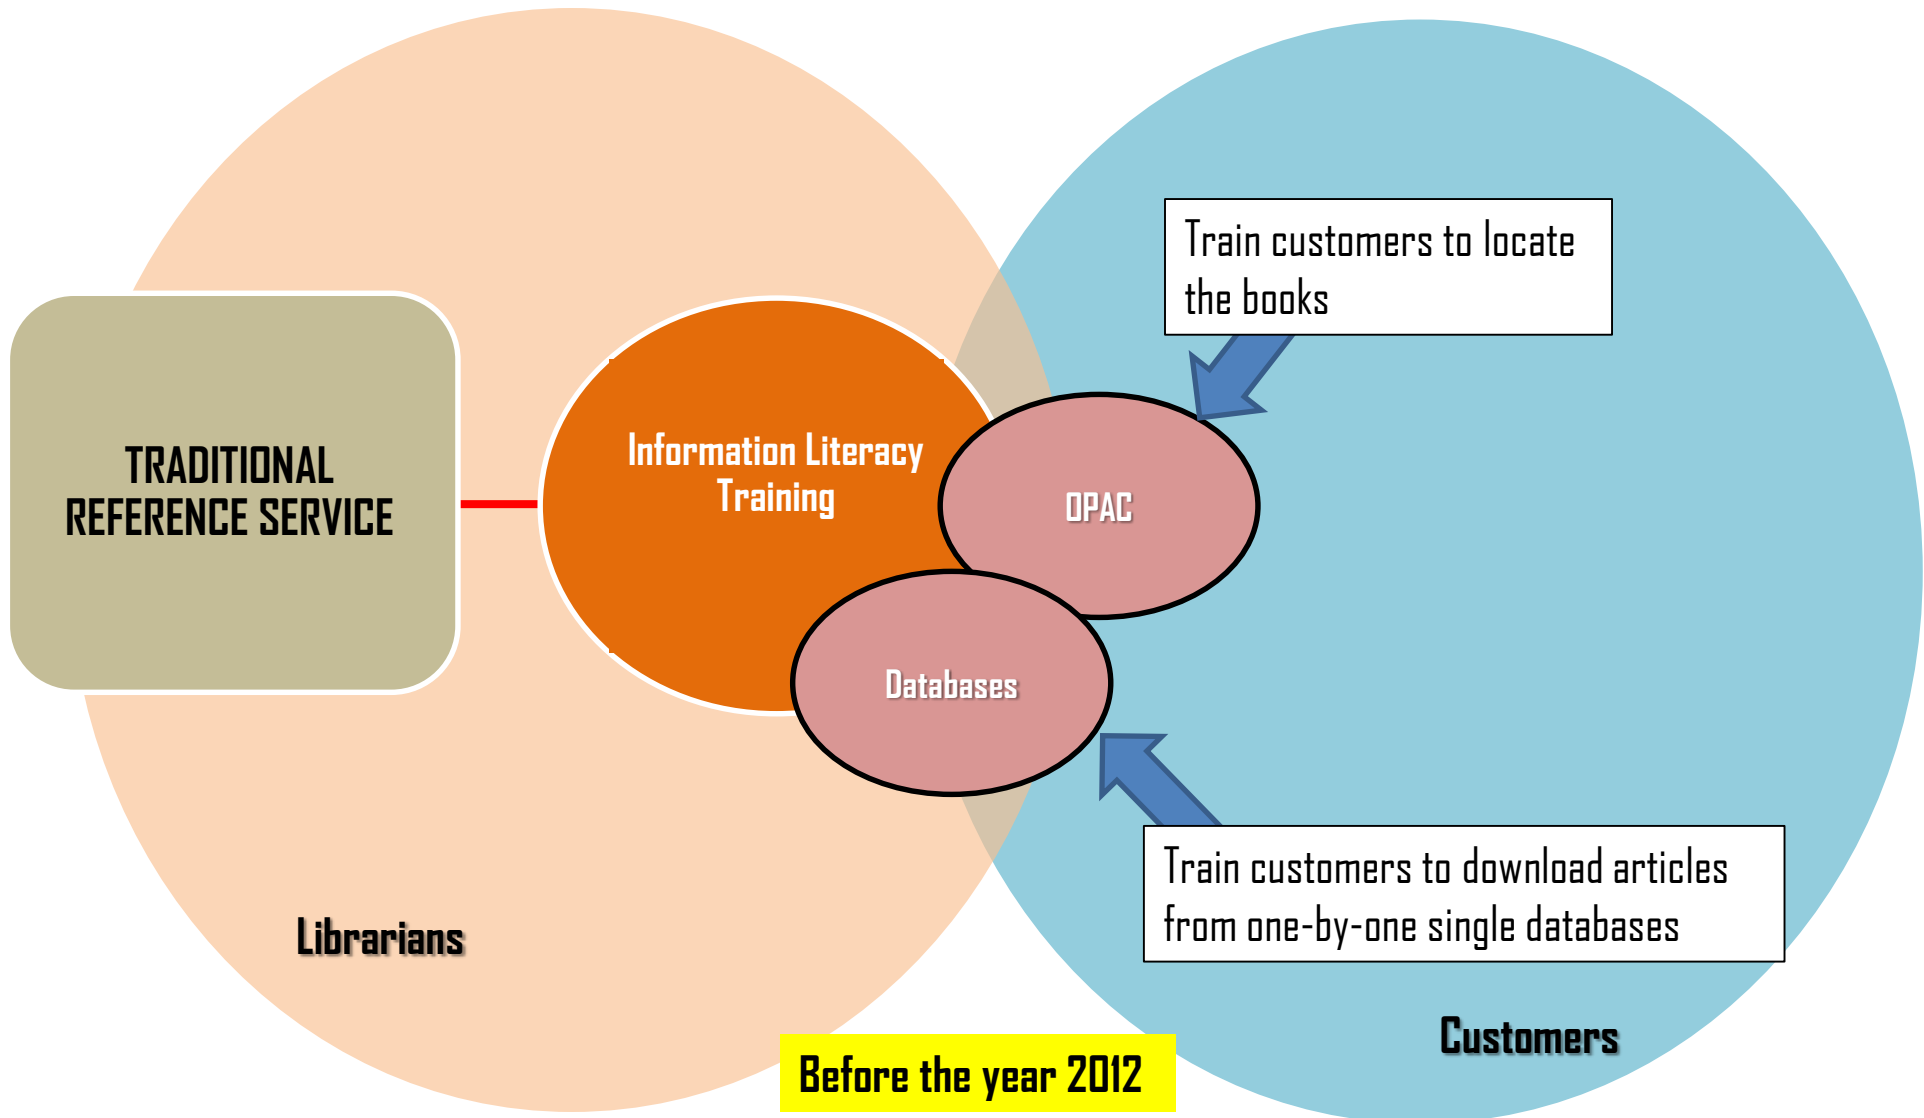 Train customers to locate
the books
TRADITIONAL
REFERENCE SERVICE
Information Literacy
Training
OPAC
Databases
Train customers to download articles
from one-by-one single databases
Librarians
Customers
Before the year 2012